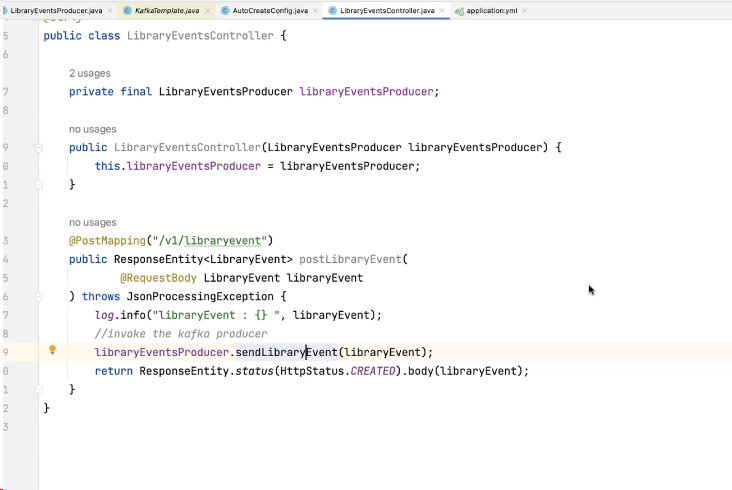 LibraryEventsProducer.java × KafkaTemplate.java × AutoCreateConfig.java × LibraryEventsController.java × application.yml ×
5 public class LibraryEventsController {
6
2 usages
7 private final LibraryEventsProducer libraryEventsProducer;
8
no usages
9 public LibraryEventsController(LibraryEventsProducer libraryEventsProducer) {
0 this.libraryEventsProducer = libraryEventsProducer;
1 }
2
no usages
3 @PostMapping("/v1/libraryevent")
4 public ResponseEntity<LibraryEvent> postLibraryEvent(
5 @RequestBody LibraryEvent libraryEvent
6 ) throws JsonProcessingException {
7 log.info("libraryEvent : {} ", libraryEvent);
8 //invoke the kafka producer
9 libraryEventsProducer.sendLibraryEvent(libraryEvent);
0 return ResponseEntity.status(HttpStatus.CREATED).body(libraryEvent);
1 }
2 }
3